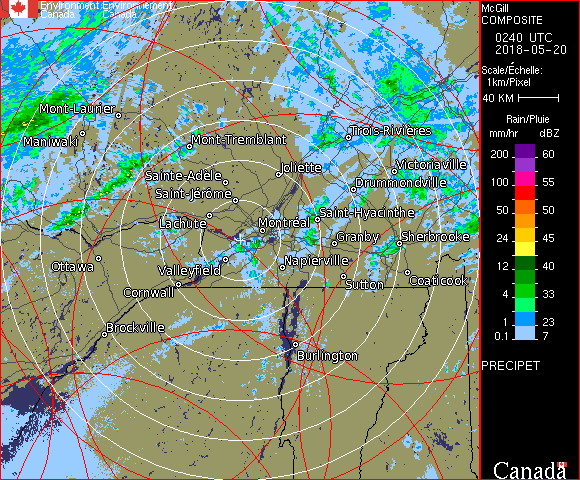 Environment Environnement
Canada Canada
Mont-Laurier
Maniwaki
Mont-Tremblant
Trois-Rivières
Sainte-Adèle
Joliette
Victoriaville
Saint-Jérôme
Drummondville
Lachute
Montréal
Saint-Hyacinthe
Granby
Sherbrooke
Ottawa
Valleyfield
Napierville
Cornwall
Sutton
Coaticook
Brockville
Burlington
McGill
COMPOSITE
0240 UTC
2018-05-20
Scale/Échelle:
1km/Pixel
40 KM
Rain/Pluie
mm/hr dBZ
200 60
100 55
50 50
24 45
12 40
4 33
1 23
0.1 7
PRECIPET
Canada